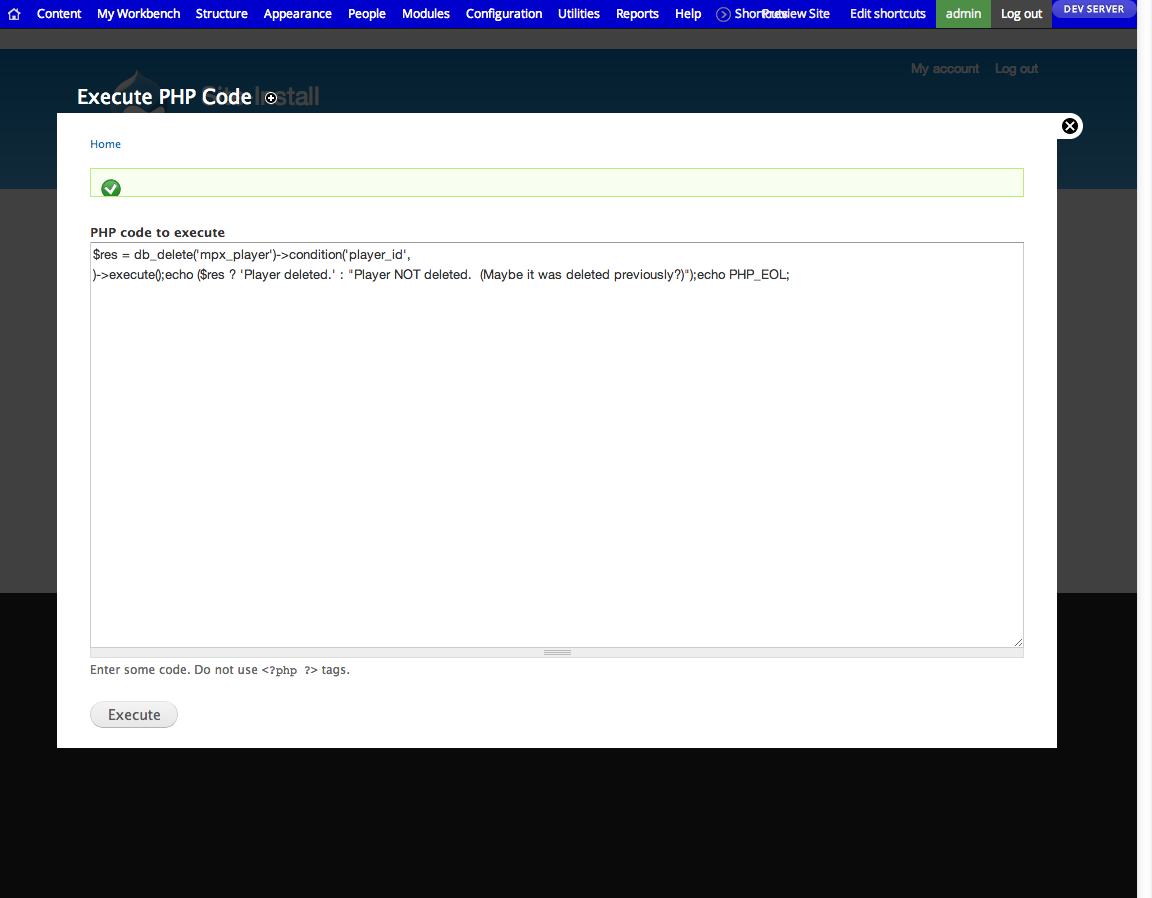 Content My Workbench Structure Appearance People Modules Configuration Utilities Reports Help Shortcuts Preview Site Edit shortcuts admin Log out DEV SERVER
My account Log out
Execute PHP Code Site-Install
Home
PHP code to execute
$res = db_delete('mpx_player')->condition('player_id',
)->execute();echo ($res ? 'Player deleted.' : "Player NOT deleted.  (Maybe it was deleted previously?)");echo PHP_EOL;
Enter some code. Do not use <?php ?> tags.
Execute